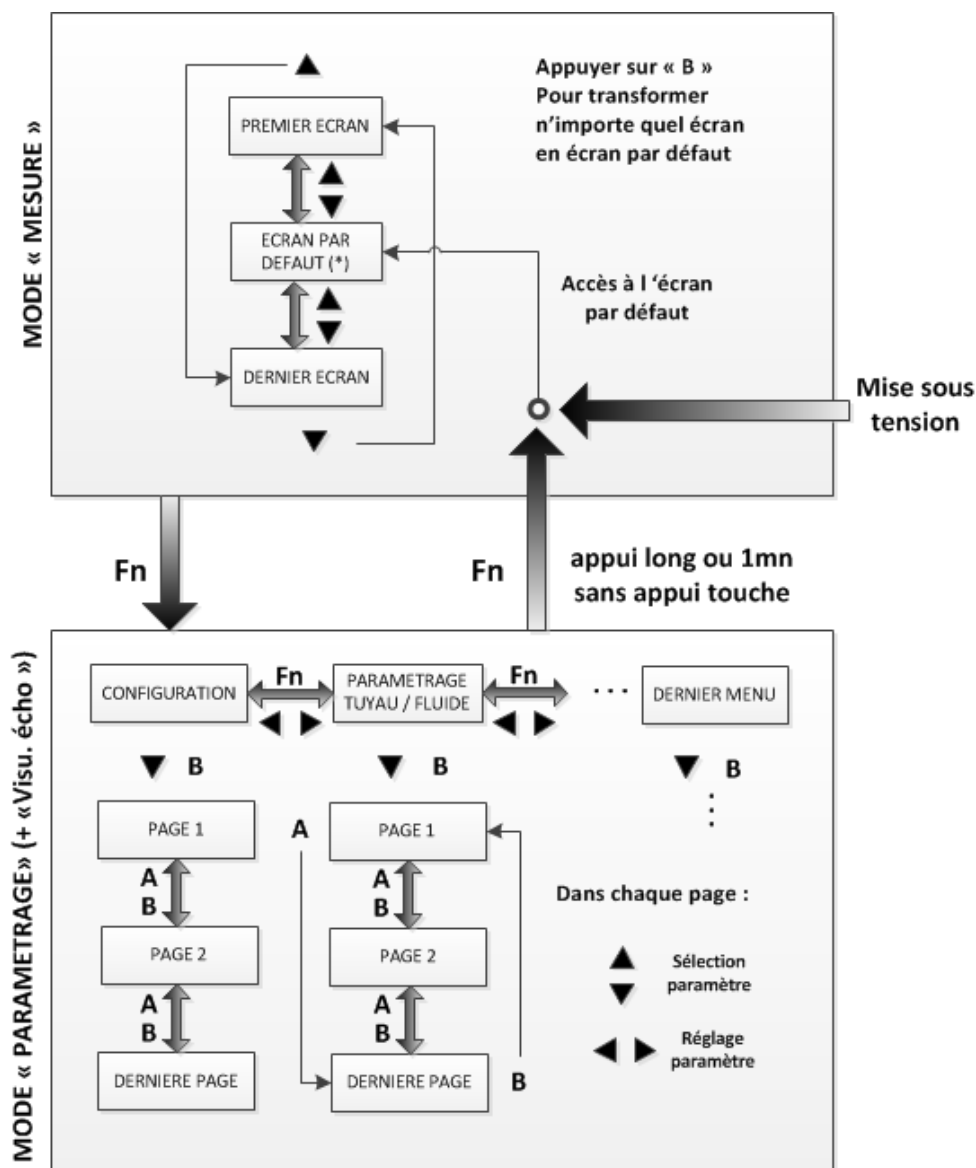 MODE « MESURE »
PREMIER ECRAN
ECRAN PAR
DEFAUT (*)
DERNIER ECRAN
Appuyer sur « B »
Pour transformer
n’importe quel écran
en écran par défaut
Accès à l ‘écran
par défaut
Mise sous
tension
Fn
Fn
appui long ou 1mn
sans appui touche
MODE « PARAMETRAGE» (+ «Visu. écho »)
CONFIGURATION
Fn
PARAMETRAGE
TUYAU / FLUIDE
Fn
...
DERNIER MENU
B
B
B
PAGE 1
A
B
PAGE 2
A
B
DERNIERE PAGE
A
PAGE 1
A
B
PAGE 2
A
B
DERNIERE PAGE
B
...
Dans chaque page :
Sélection
paramètre
Réglage
paramètre